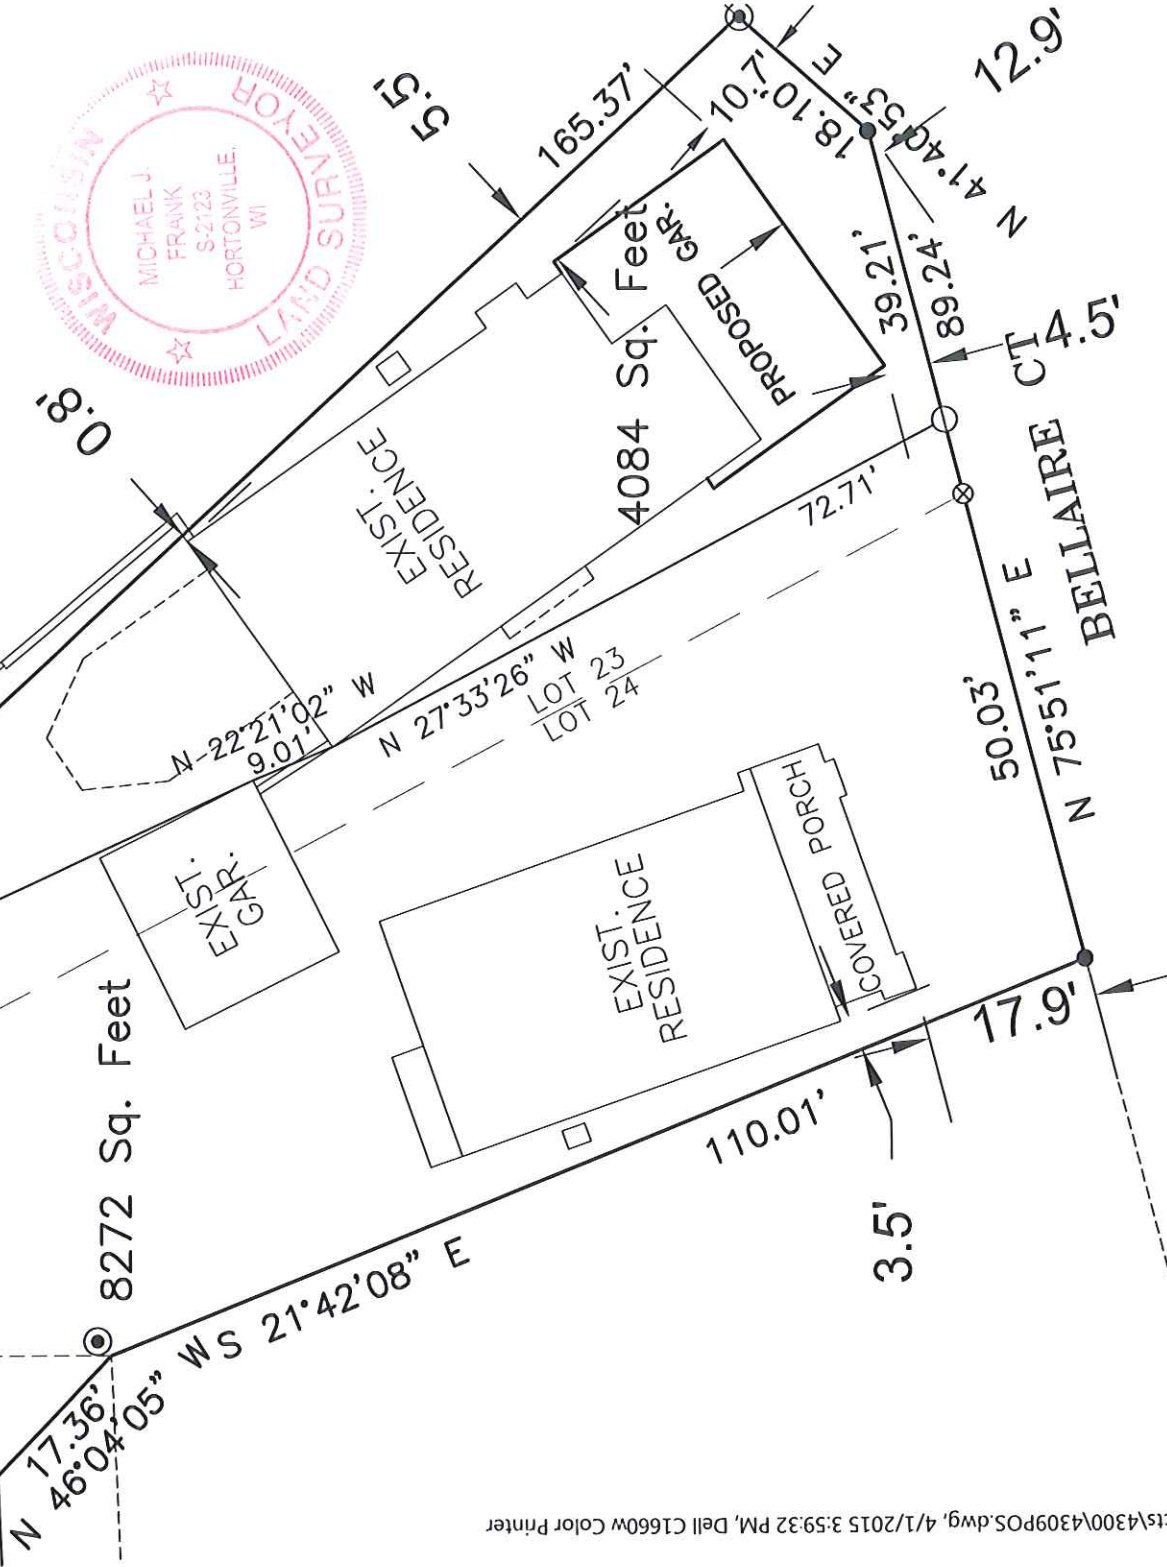 WISCONSIN
LAND SURVEYOR
MICHAEL J.
FRANK
S-2123
HORTONVILLE,
WI
0.8'
5.5'
165.37'
10.7'
18.10'
N 41°40'53" E
12.9'
EXIST.
RESIDENCE
4084 Sq. Feet
PROPOSED GAR.
39.21'
89.24'
4.5'
BELLAIRE CT
72.71'
N 22°21'02" W
9.01'
N 27°33'26" W
LOT 23
LOT 24
50.03'
N 75°51'11" E
EXIST.
GAR.
EXIST.
RESIDENCE
COVERED PORCH
17.9'
8272 Sq. Feet
110.01'
S 21°42'08" E
3.5'
17.36'
N 46°04'05" W
cts\4300\4309POS.dwg, 4/1/2015 3:59:32 PM, Dell C1660w Color Printer